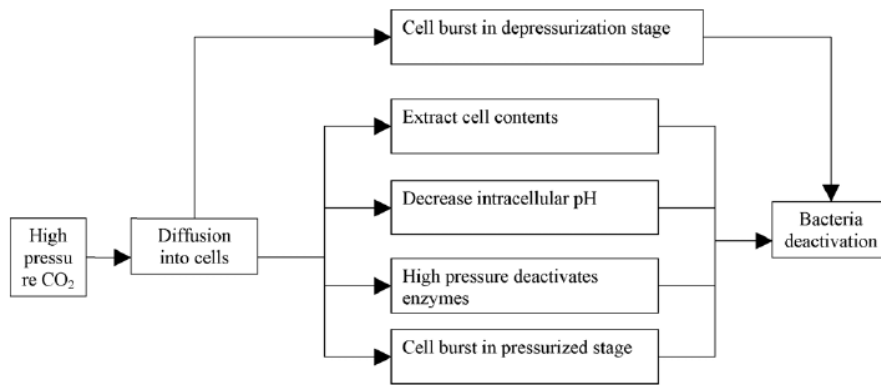 Cell burst in depressurization stage
Extract cell contents
Decrease intracellular pH
High
pressu
re CO₂
Diffusion
into cells
Bacteria
deactivation
High pressure deactivates
enzymes
Cell burst in pressurized stage